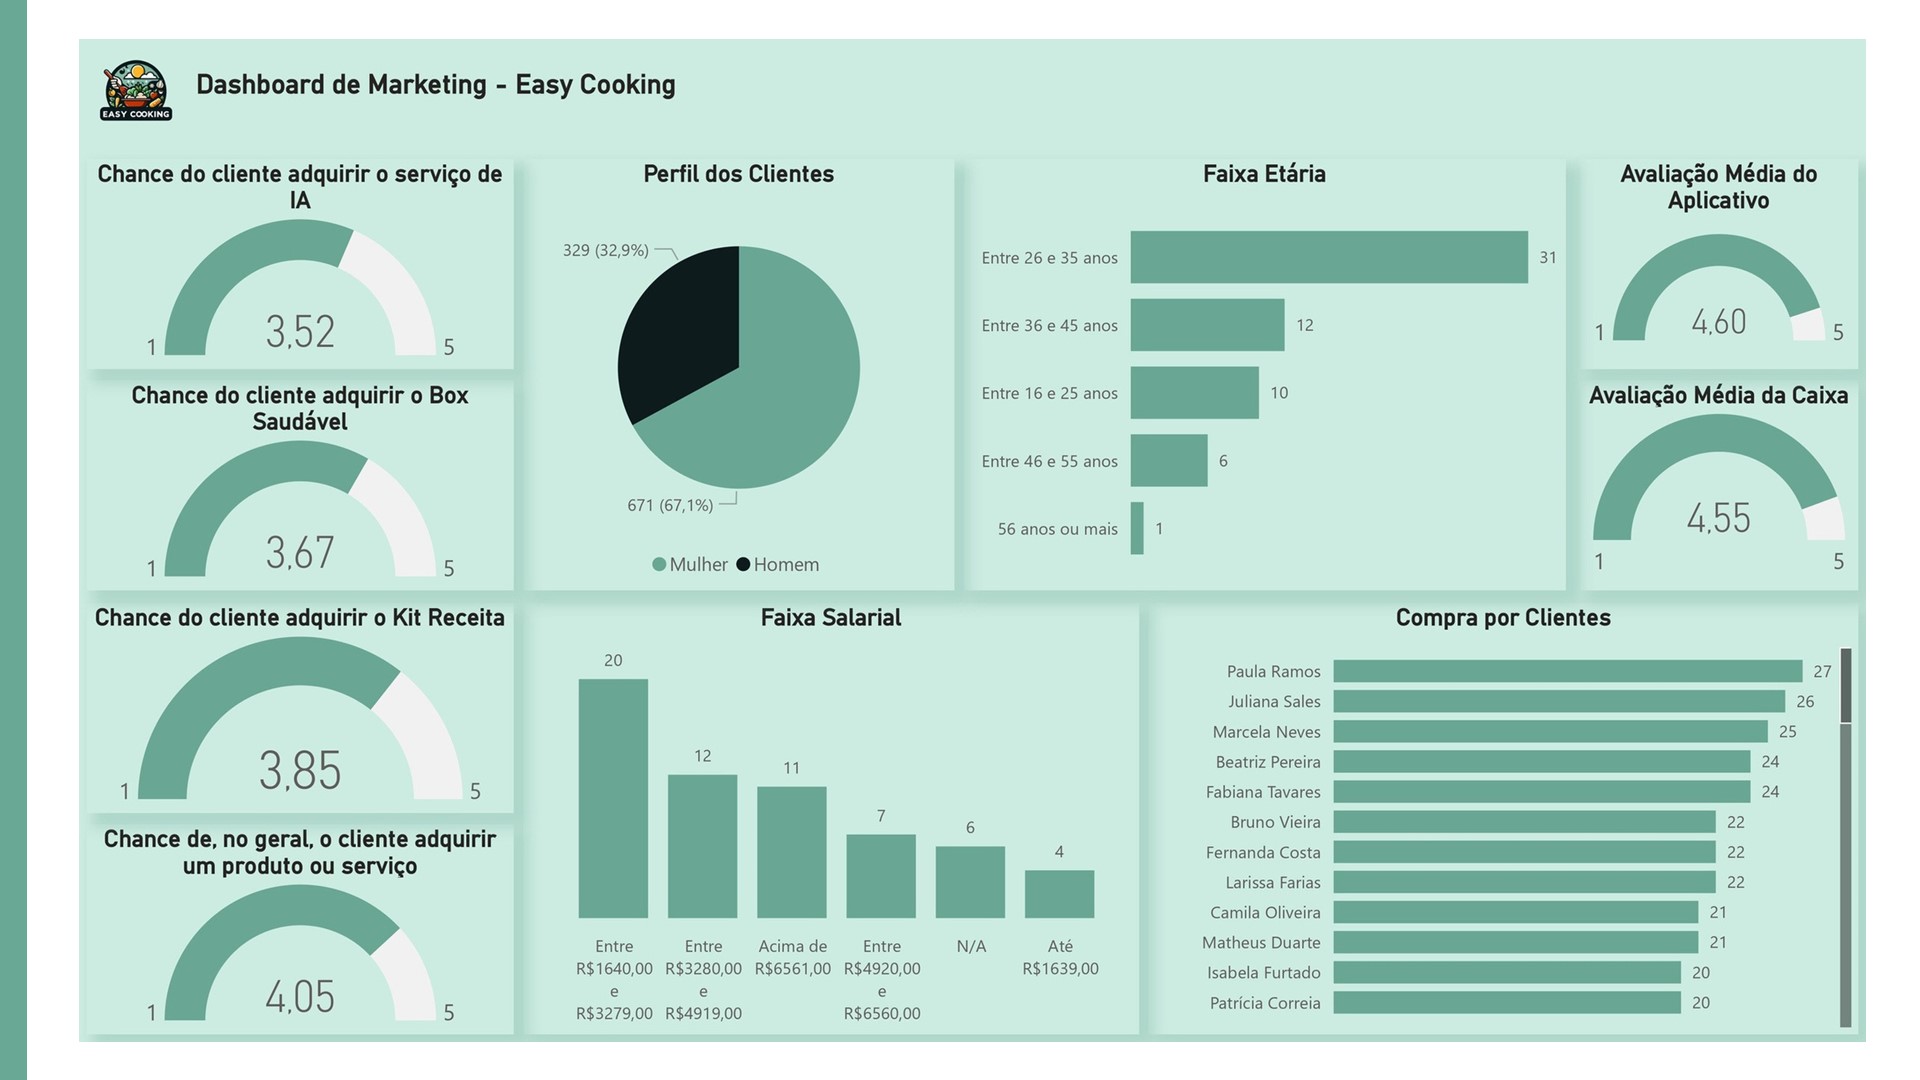 EASY COOKING
Dashboard de Marketing - Easy Cooking
Chance do cliente adquirir o serviço de
IA
3,52
1
5
Chance do cliente adquirir o Box
Saudável
3,67
1
5
Chance do cliente adquirir o Kit Receita
3,85
1
5
Chance de, no geral, o cliente adquirir
um produto ou serviço
4,05
1
5
Perfil dos Clientes
329 (32,9%)
671 (67,1%)
Mulher
Homem
Faixa Etária
Entre 26 e 35 anos
31
Entre 36 e 45 anos
12
Entre 16 e 25 anos
10
Entre 46 e 55 anos
6
56 anos ou mais
1
Avaliação Média do
Aplicativo
4,60
1
5
Avaliação Média da Caixa
4,55
1
5
Faixa Salarial
20
12
11
7
6
4
Entre
R$1640,00
e
R$3279,00
Entre
R$3280,00
e
R$4919,00
Acima de
R$6561,00
Entre
R$4920,00
e
R$6560,00
N/A
Até
R$1639,00
Compra por Clientes
Paula Ramos
27
Juliana Sales
26
Marcela Neves
25
Beatriz Pereira
24
Fabiana Tavares
24
Bruno Vieira
22
Fernanda Costa
22
Larissa Farias
22
Camila Oliveira
21
Matheus Duarte
21
Isabela Furtado
20
Patrícia Correia
20